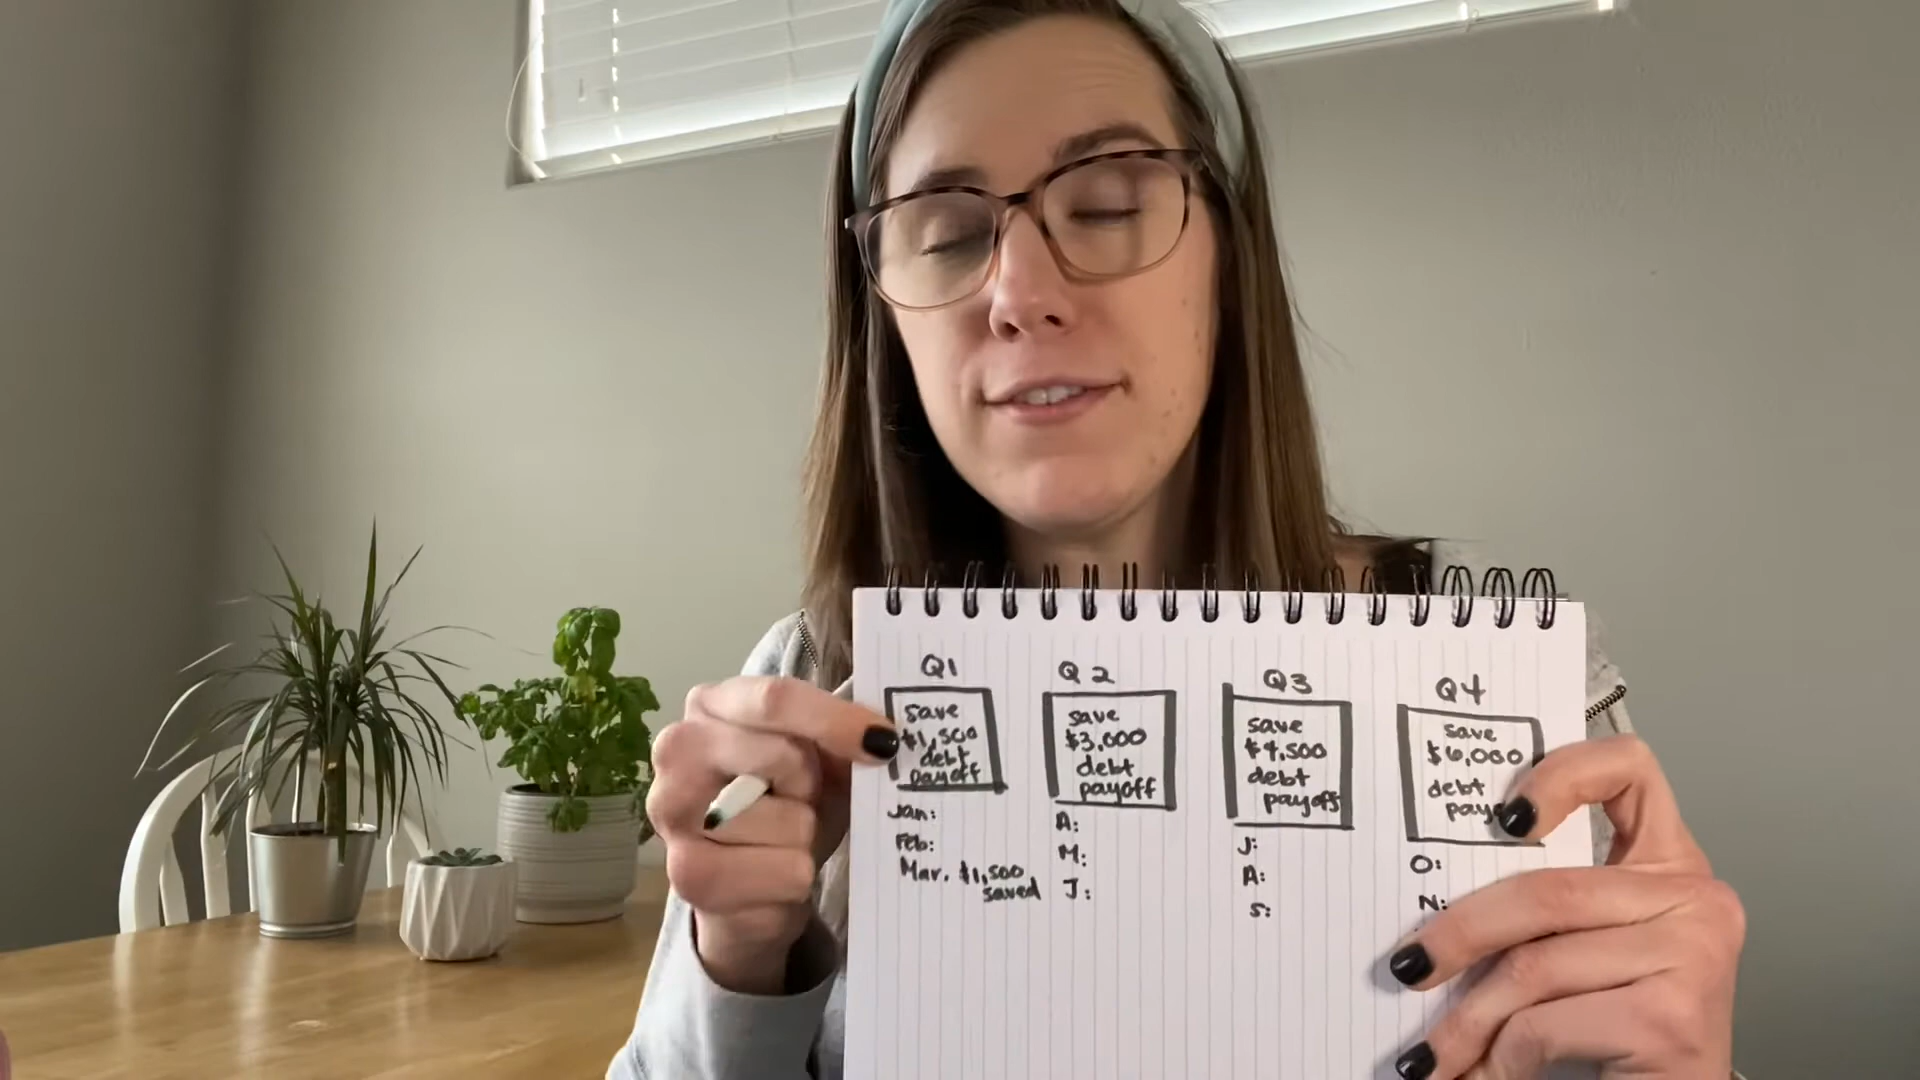 Q1
save
$1,500
debt
payoff
Jan:
Feb:
Mar. $1,500
saved
Q2
save
$3,000
debt
payoff
A:
M:
J:
Q3
save
$4,500
debt
payoff
J:
A:
S:
Q4
save
$6,000
debt
payo
O:
N: